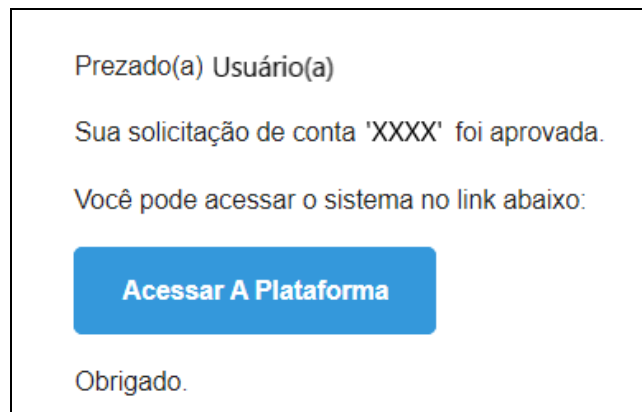 Prezado(a) Usuário(a)
Sua solicitação de conta 'XXXX' foi aprovada.
Você pode acessar o sistema no link abaixo:
Acessar A Plataforma
Obrigado.